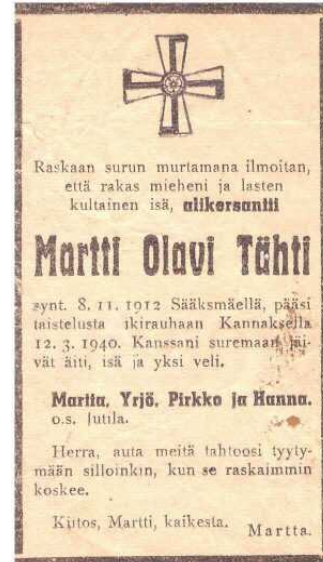 Raskaan surun murtamana ilmoitan,
että rakas mieheni ja lasten
kultainen isä, alikersantti
Martti Olavi Tähti
synt. 8. 11. 1912 Sääksmäellä, pääsi
taistelusta ikirauhaan Kannaksella
12. 3. 1940. Kanssani suremaan jäi-
vät äiti, isä ja yksi veli.
Martta, Yrjö, Pirkko ja Hanna.
o.s. Jutila.
Herra, auta meitä tahtoosi tyyty-
mään silloinkin, kun se raskaimmin
koskee.
Kiitos, Martti, kaikesta.
Martta.